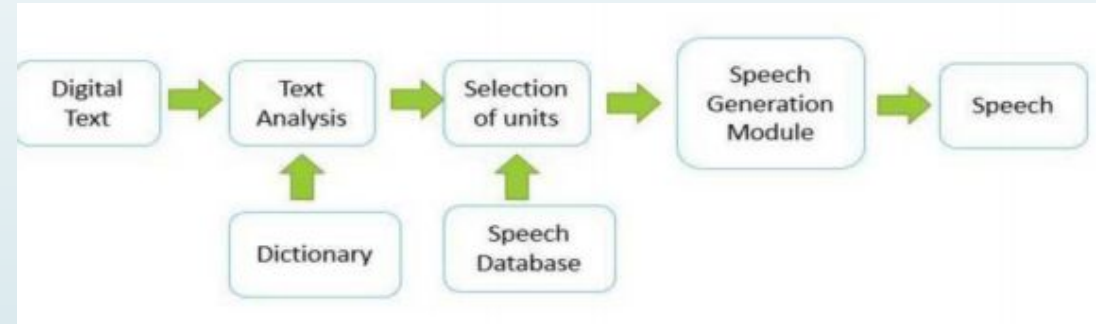 Digital
Text
Text
Analysis
Selection
of units
Speech
Generation
Module
Speech
Dictionary
Speech
Database